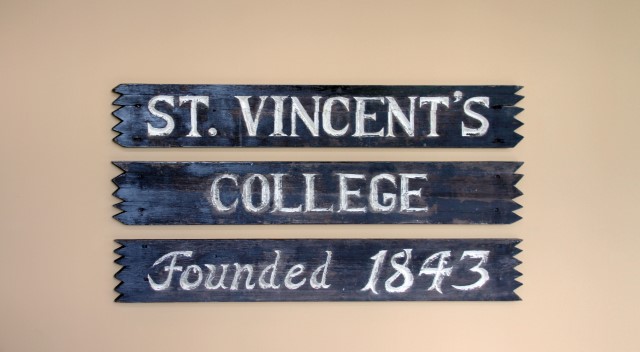 ST. VINCENT'S
COLLEGE
Founded 1843